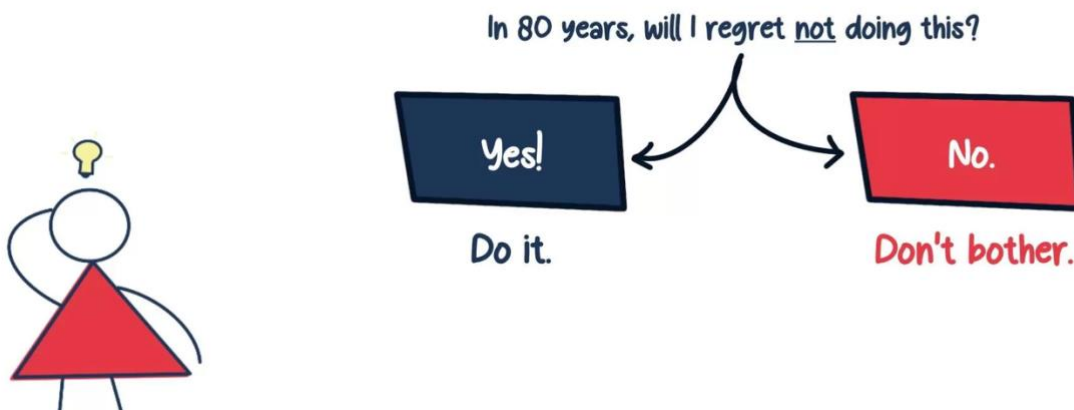 In 80 years, will I regret not doing this?
Yes!
No.
Do it.
Don't bother.